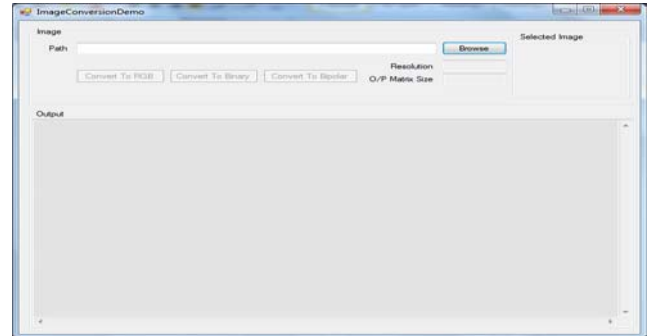 ImageConversionDemo
Image
Selected Image
Path
Browse
Resolution
Convert To RGB
Convert To Binary
Convert To Bipolar
O/P Matrix Size
Output